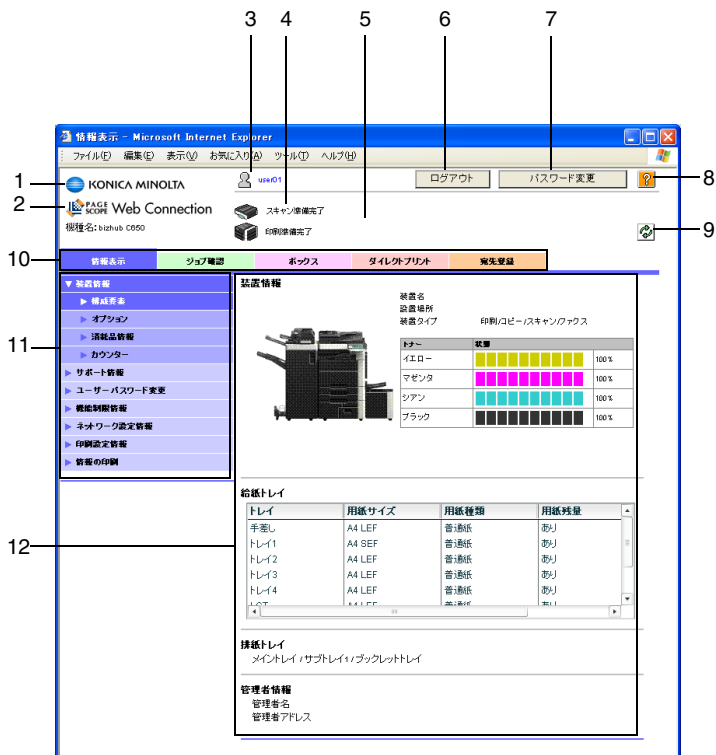 3 4 5 6 7
情報表示 - Microsoft Internet Explorer
ファイル(F) 編集(E) 表示(V) お気に入り(A) ツール(T) ヘルプ(H)
1 KONICA MINOLTA
user01
ログアウト
パスワード変更
? 8
2 PAGE SCOPE Web Connection
スキャン準備完了
機種名:bizhub C650
印刷準備完了
9
10 情報表示 ジョブ確認 ボックス ダイレクトプリント 宛先登録
11
▼ 装置情報
▶ 構成要素
▶ オプション
▶ 消耗品情報
▶ カウンター
▶ サポート情報
▶ ユーザーパスワード変更
▶ 機能制限情報
▶ ネットワーク設定情報
▶ 印刷設定情報
▶ 情報の印刷
12
装置情報
装置名
設置場所
装置タイプ 印刷/コピー/スキャン/ファクス
トナー 状態
イエロー 100%
マゼンタ 100%
シアン 100%
ブラック 100%
給紙トレイ
トレイ 用紙サイズ 用紙種類 用紙残量
手差し A4 LEF 普通紙 あり
トレイ1 A4 SEF 普通紙 あり
トレイ2 A4 LEF 普通紙 あり
トレイ3 A4 LEF 普通紙 あり
トレイ4 A4 LEF 普通紙 あり
LCT A4 LEF 普通紙 あり
排紙トレイ
メイントレイ /サブトレイ1/ブックレットトレイ
管理者情報
管理者名
管理者アドレス